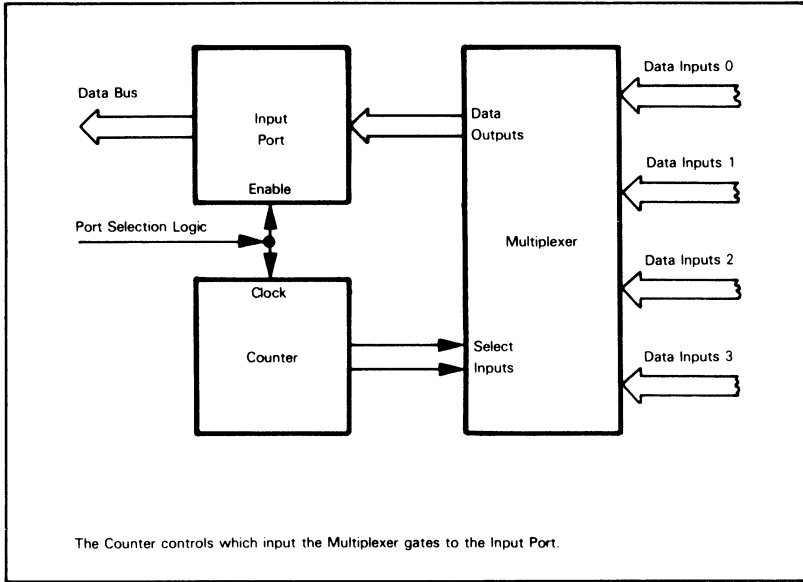 Data Bus
Input
Port
Enable
Port Selection Logic
Clock
Counter
Data
Outputs
Multiplexer
Select
Inputs
Data Inputs 0
Data Inputs 1
Data Inputs 2
Data Inputs 3
The Counter controls which input the Multiplexer gates to the Input Port.